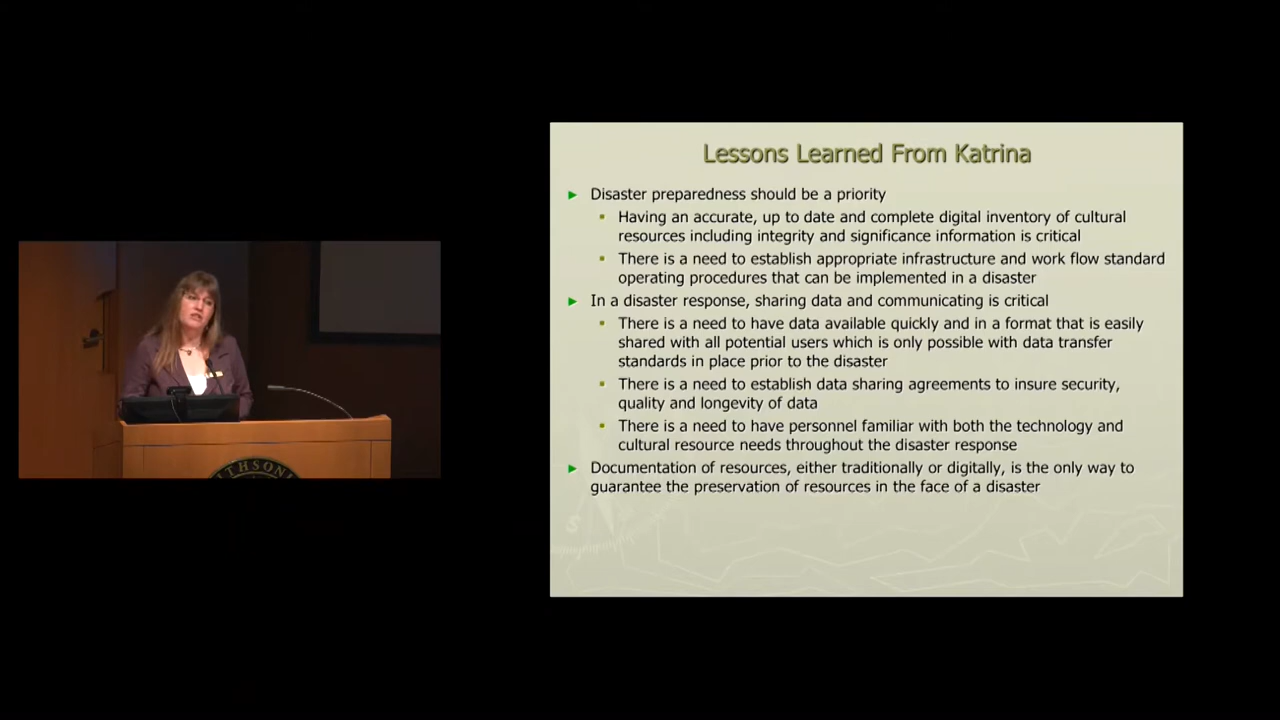 Lessons Learned From Katrina
► Disaster preparedness should be a priority
▪ Having an accurate, up to date and complete digital inventory of cultural
resources including integrity and significance information is critical
▪ There is a need to establish appropriate infrastructure and work flow standard
operating procedures that can be implemented in a disaster
► In a disaster response, sharing data and communicating is critical
▪ There is a need to have data available quickly and in a format that is easily
shared with all potential users which is only possible with data transfer
standards in place prior to the disaster
▪ There is a need to establish data sharing agreements to insure security,
quality and longevity of data
▪ There is a need to have personnel familiar with both the technology and
cultural resource needs throughout the disaster response
► Documentation of resources, either traditionally or digitally, is the only way to
guarantee the preservation of resources in the face of a disaster
THSON